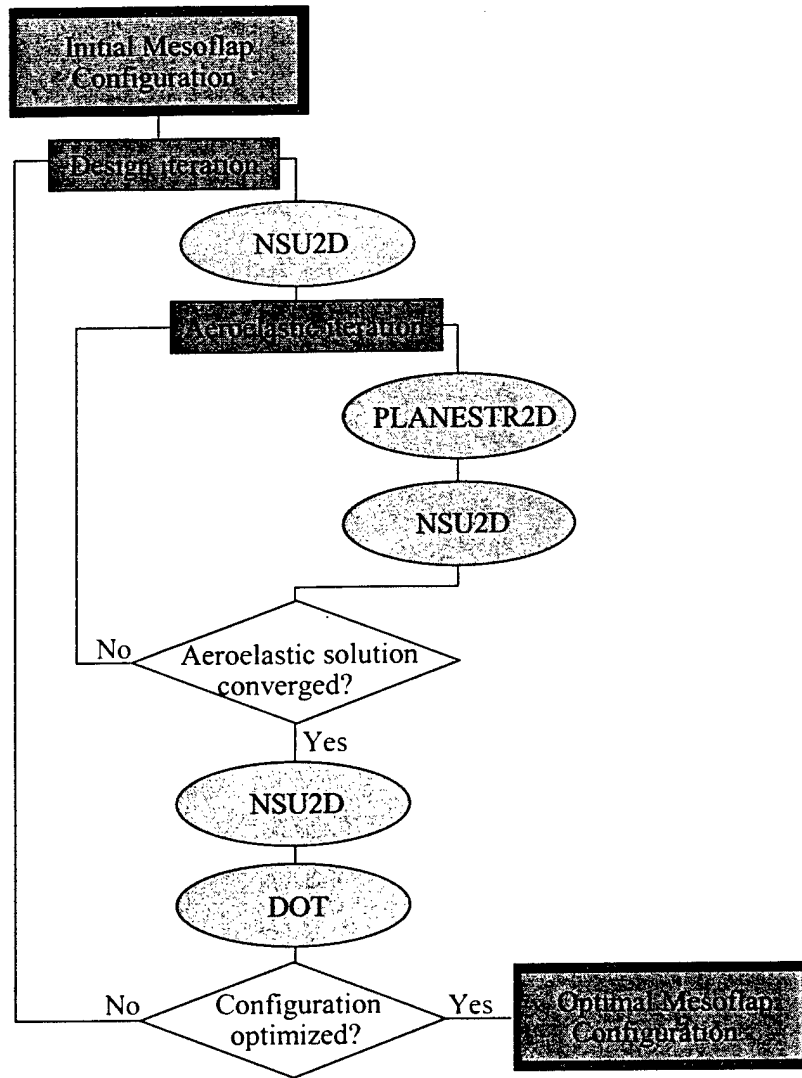 Initial Mesoflap
Configuration
Design iteration
NSU2D
Aeroelastic iteration
PLANESTR2D
NSU2D
No
Aeroelastic solution
converged?
Yes
NSU2D
DOT
No
Configuration
optimized?
Yes
Optimal Mesoflap
Configuration